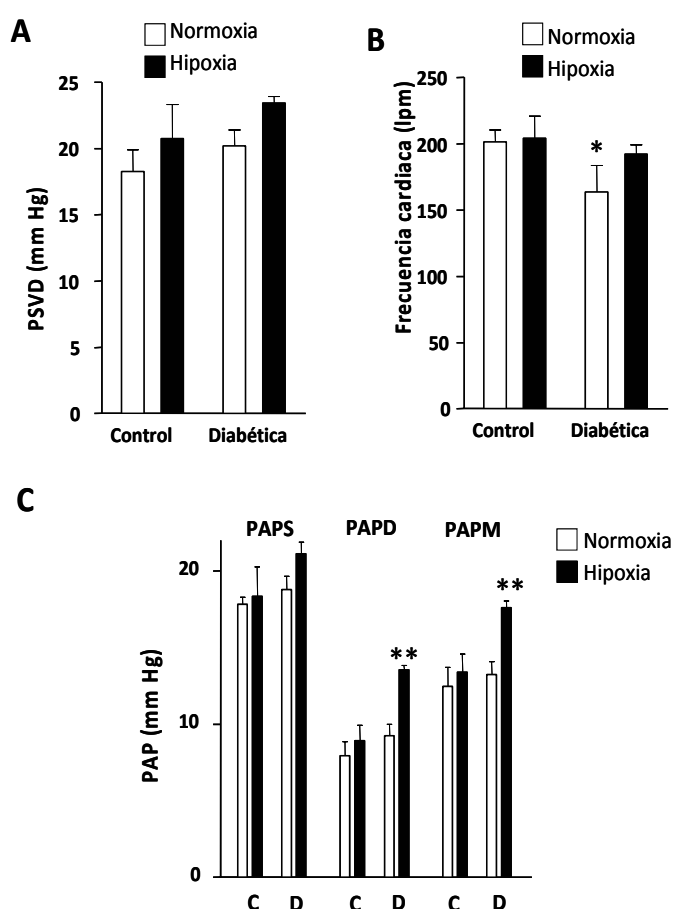 A
Normoxia
Hipoxia
PSVD (mm Hg)
25
20
15
10
5
0
Control Diabética
B
Normoxia
Hipoxia
Frecuencia cardiaca (lpm)
250
200
150
200
50
0
*
Control Diabética
C
PAPS PAPD PAPM
Normoxia
Hipoxia
PAP (mm Hg)
20
10
0
**
**
C D C D C D